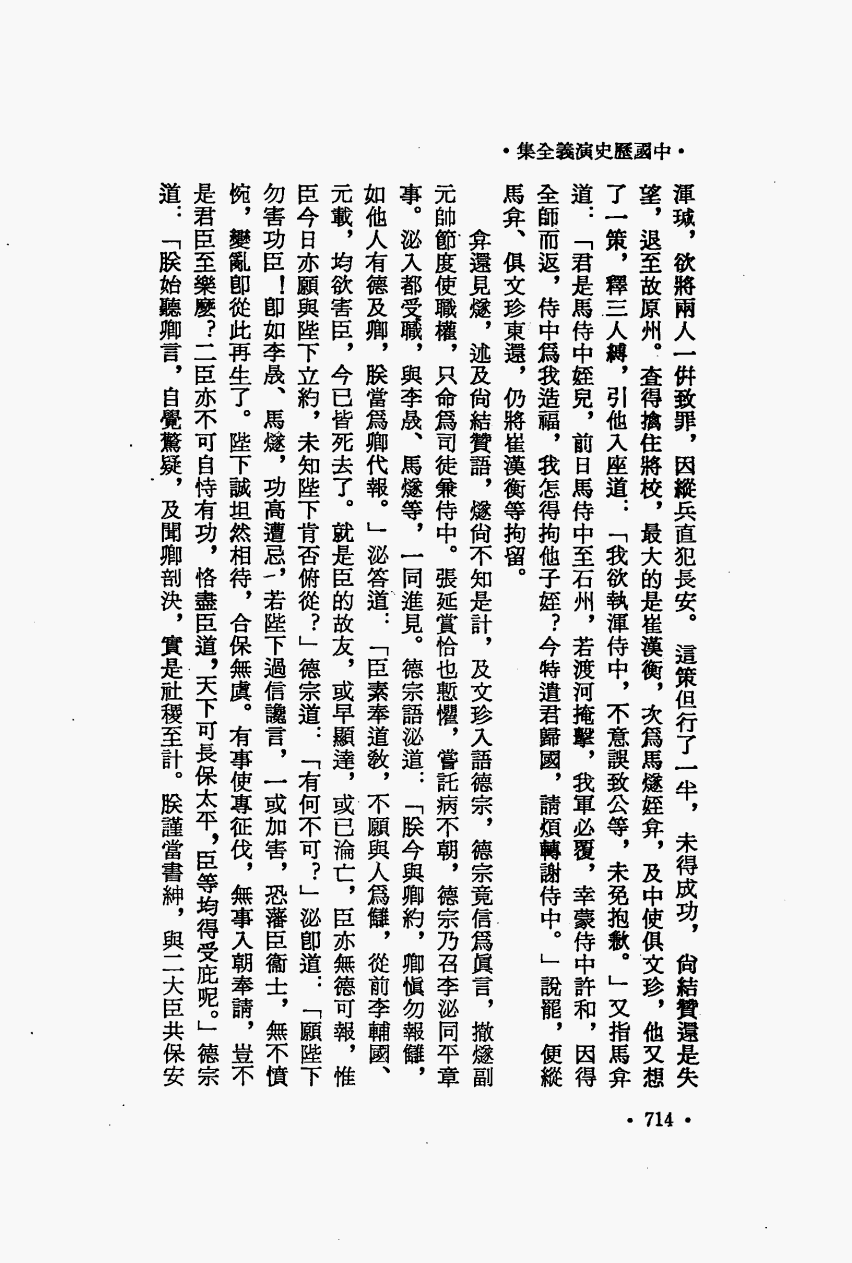 •中國歷史演義全集•
渾瑊，欲將兩人一併致罪，因縱兵直犯長安。這策但行了一半，未得成功，尙結贊還是失
望，退至故原州。查得擒住將校，最大的是崔漢衡，次爲馬燧姪弇，及中使俱文珍，他又想
了一策，釋三人縛，引他入座道：「我欲執渾侍中，不意誤致公等，未免抱歉。」又指馬弇
道：「君是馬侍中姪兒，前日馬侍中至石州，若渡河掩擊，我軍必覆，幸蒙侍中許和，因得
全師而返，侍中爲我造福，我怎得拘他子姪？今特遣君歸國，請煩轉謝侍中。」說罷，便縱
馬弇、俱文珍東還，仍將崔漢衡等拘留。
弇還見燧，述及尙結贊語，燧尙不知是計，及文珍入語德宗，德宗竟信爲眞言，撤燧副
元帥節度使職權，只命爲司徒兼侍中。張延賞恰也慙懼，嘗託病不朝，德宗乃召李泌同平章
事。泌入都受職，與李晟、馬燧等，一同進見。德宗語泌道：「朕今與卿約，卿愼勿報讎，
如他人有德及卿，朕當爲卿代報。」泌答道：「臣素奉道教，不願與人爲讎，從前李輔國、
元載，均欲害臣，今已皆死去了。就是臣的故友，或早顯達，或已淪亡，臣亦無德可報，惟
臣今日亦願與陛下立約，未知陛下肯否俯從？」德宗道：「有何不可？」泌卽道：「願陛下
勿害功臣！卽如李晟、馬燧，功高遭忌，若陛下過信讒言，一或加害，恐藩臣衞士，無不憤
惋，變亂卽從此再生了。陛下誠坦然相待，合保無虞。有事使專征伐，無事入朝奉請，豈不
是君臣至樂麼？二臣亦不可自恃有功，恪盡臣道，天下可長保太平，臣等均得受庇呢。」德宗
道：「朕始聽卿言，自覺驚疑，及聞卿剖決，實是社稷至計。朕謹當書紳，與二大臣共保安
•714•